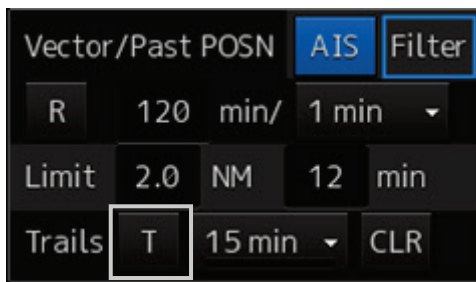 Vector/Past POSN AIS Filter
R 120 min/ 1 min
Limit 2.0 NM 12 min
Trails T 15 min CLR